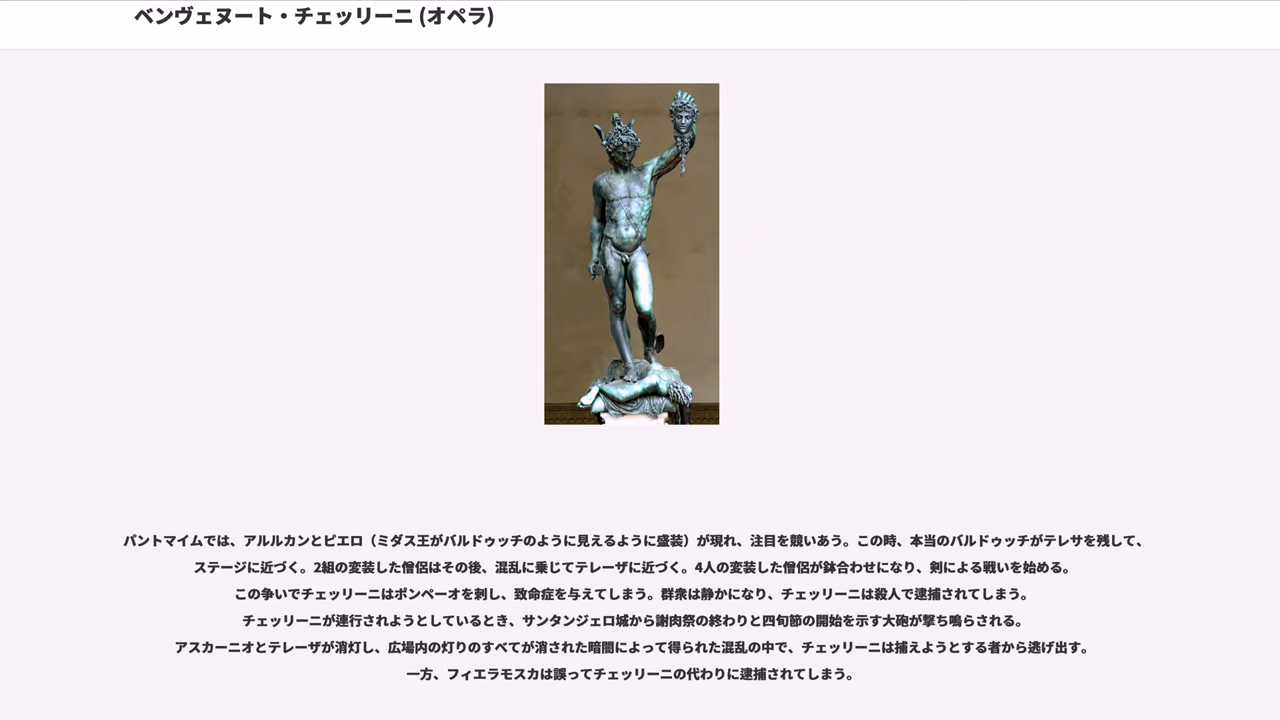 ベンヴェヌート・チェッリーニ (オペラ)
パントマイムでは、アルルカンとピエロ（ミダス王がバルドゥッチのように見えるように盛装）が現れ、注目を競いあう。この時、本当のバルドゥッチがテレサを残して、
ステージに近づく。2組の変装した僧侶はその後、混乱に乗じてテレーザに近づく。4人の変装した僧侶が鉢合わせになり、剣による戦いを始める。
この争いでチェッリーニはポンペーオを刺し、致命症を与えてしまう。群衆は静かになり、チェッリーニは殺人で逮捕されてしまう。
チェッリーニが連行されようとしているとき、サンタンジェロ城から謝肉祭の終わりと四旬節の開始を示す大砲が撃ち鳴らされる。
アスカーニオとテレーザが消灯し、広場内の灯りのすべてが消された暗闇によって得られた混乱の中で、チェッリーニは捕えようとする者から逃げ出す。
一方、フィエラモスカは誤ってチェッリーニの代わりに逮捕されてしまう。